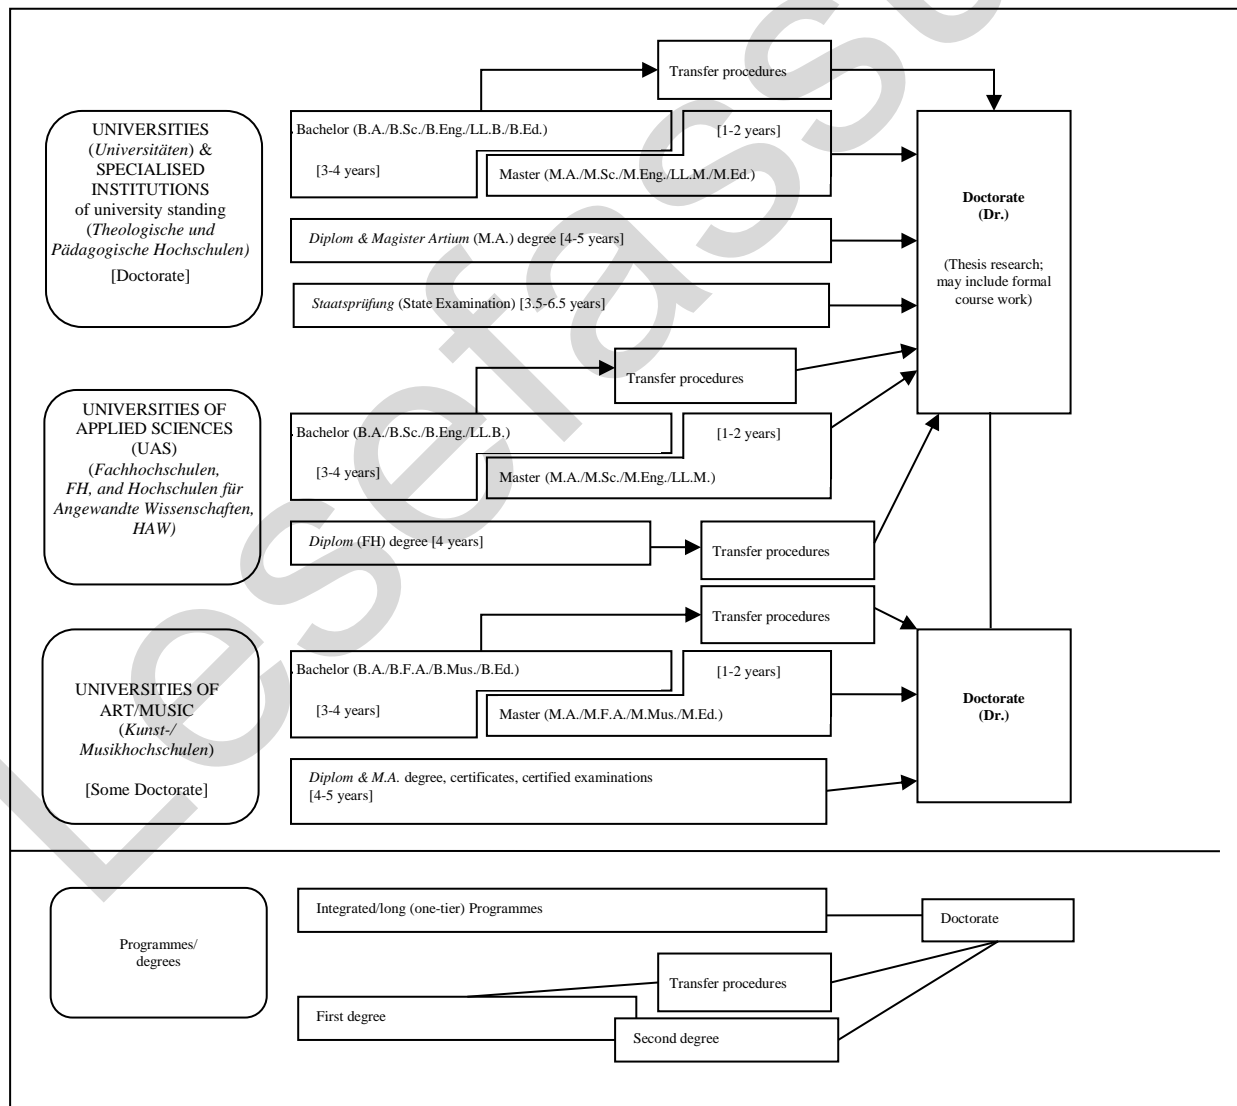 Transfer procedures
UNIVERSITIES
(Universitäten) &
SPECIALISED
INSTITUTIONS
of university standing
(Theologische und
Pädagogische Hochschulen)
[Doctorate]
Bachelor (B.A./B.Sc./B.Eng./LL.B./B.Ed.)
[3-4 years]
[1-2 years]
Master (M.A./M.Sc./M.Eng./LL.M./M.Ed.)
Diplom & Magister Artium (M.A.) degree [4-5 years]
Staatsprüfung (State Examination) [3.5-6.5 years]
Doctorate
(Dr.)
(Thesis research;
may include formal
course work)
Transfer procedures
UNIVERSITIES OF
APPLIED SCIENCES
(UAS)
(Fachhochschulen,
FH, and Hochschulen für
Angewandte Wissenschaften,
HAW)
Bachelor (B.A./B.Sc./B.Eng./LL.B.)
[3-4 years]
[1-2 years]
Master (M.A./M.Sc./M.Eng./LL.M.)
Diplom (FH) degree [4 years]
Transfer procedures
Transfer procedures
UNIVERSITIES OF
ART/MUSIC
(Kunst-/
Musikhochschulen)
[Some Doctorate]
Bachelor (B.A./B.F.A./B.Mus./B.Ed.)
[3-4 years]
[1-2 years]
Master (M.A./M.F.A./M.Mus./M.Ed.)
Diplom & M.A. degree, certificates, certified examinations
[4-5 years]
Doctorate
(Dr.)
Programmes/
degrees
Integrated/long (one-tier) Programmes
Doctorate
Transfer procedures
First degree
Second degree
Lesefass